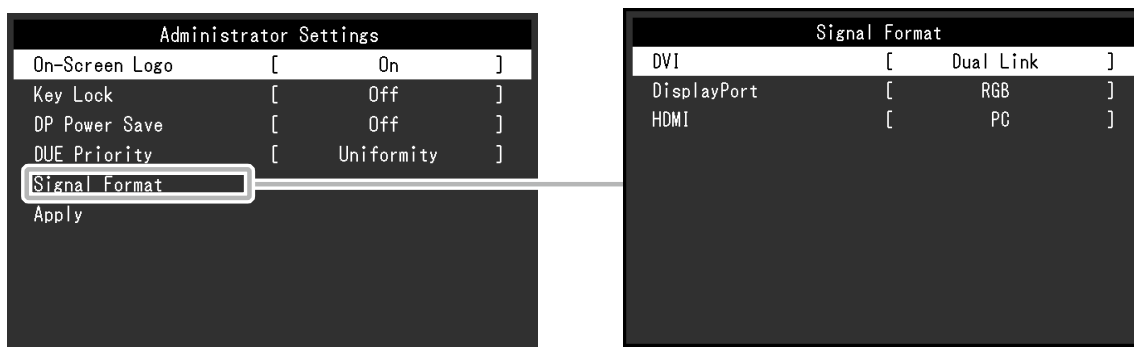 Administrator Settings
On-Screen Logo [ On ]
Key Lock [ Off ]
DP Power Save [ Off ]
DUE Priority [ Uniformity ]
Signal Format
Apply
Signal Format
DVI [ Dual Link ]
DisplayPort [ RGB ]
HDMI [ PC ]